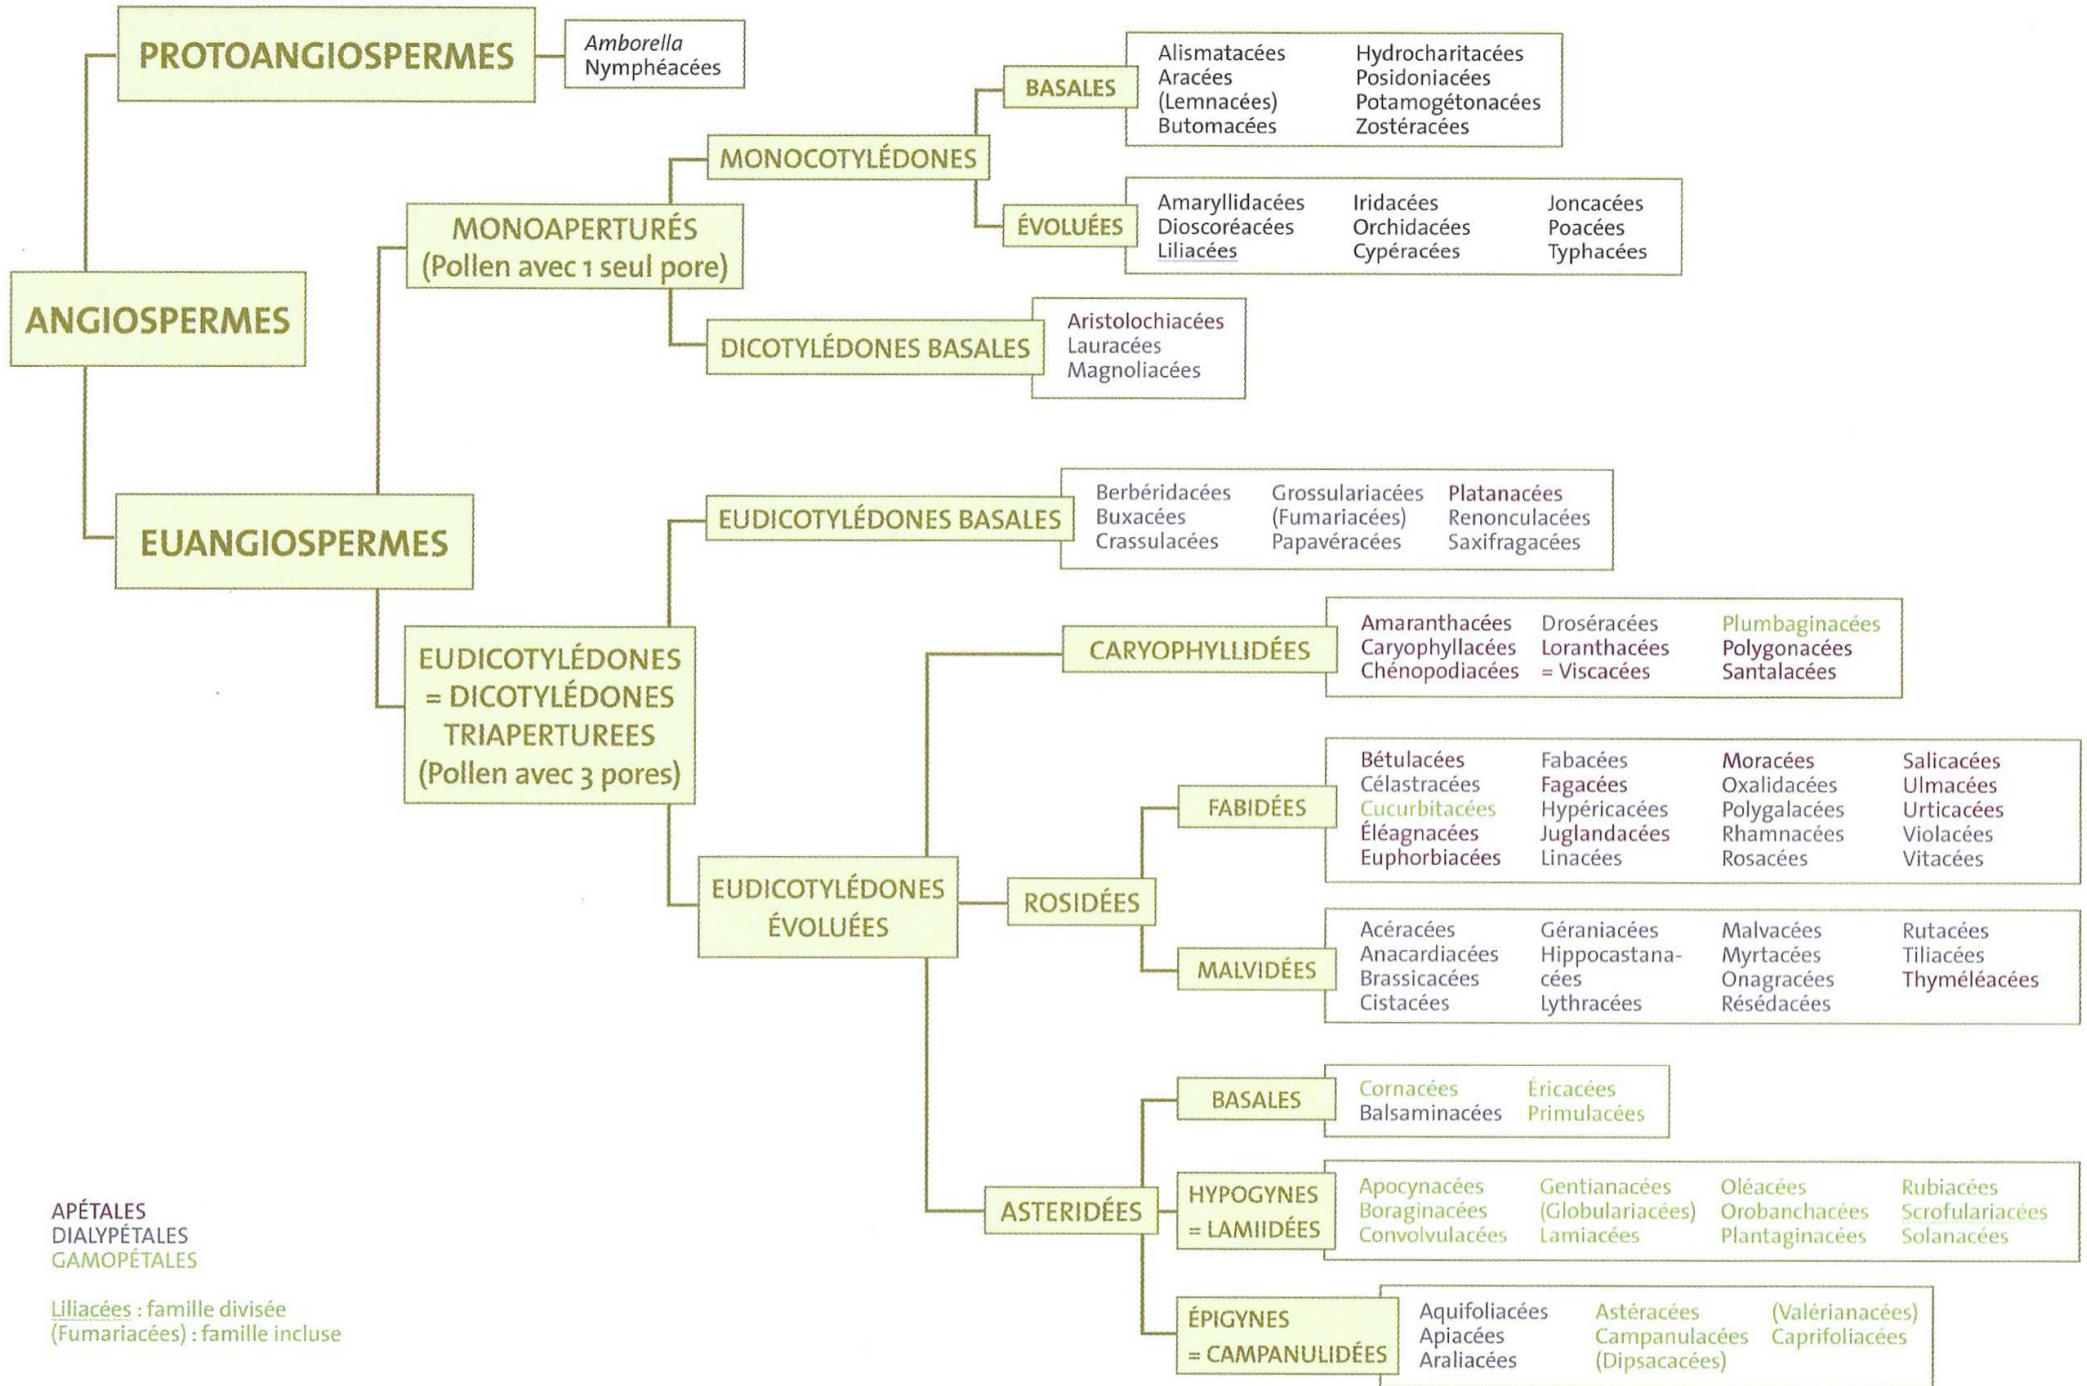 PROTOANGIOSPERMES
Amborella
Nymphéacées
ANGIOSPERMES
EUANGIOSPERMES
MONOAPERTURÉS
(Pollen avec 1 seul pore)
MONOCOTYLÉDONES
BASALES
Alismatacées Hydrocharitacées
Aracées Posidoniacées
(Lemnacées) Potamogétonacées
Butomacées Zostéracées
ÉVOLUÉES
Amaryllidacées Iridacées Joncacées
Dioscoréacées Orchidacées Poacées
Liliacées Cypéracées Typhacées
DICOTYLÉDONES BASALES
Aristolochiacées
Lauracées
Magnoliacées
EUDICOTYLÉDONES
= DICOTYLÉDONES
TRIAPERTUREES
(Pollen avec 3 pores)
EUDICOTYLÉDONES BASALES
Berbéridacées Grossulariacées Platanacées
Buxacées (Fumariacées) Renonculacées
Crassulacées Papavéracées Saxifragacées
EUDICOTYLÉDONES
ÉVOLUÉES
CARYOPHYLLIDÉES
Amaranthacées Droséracées Plumbaginacées
Caryophyllacées Loranthacées Polygonacées
Chénopodiacées = Viscacées Santalacées
ROSIDÉES
FABIDÉES
Bétulacées Fabacées Moracées Salicacées
Célastracées Fagacées Oxalidacées Ulmacées
Cucurbitacées Hypéricacées Polygalacées Urticacées
Éléagnacées Juglandacées Rhamnacées Violacées
Euphorbiacées Linacées Rosacées Vitacées
MALVIDÉES
Acéracées Géraniacées Malvacées Rutacées
Anacardiacées Hippocastana- Myrtacées Tiliacées
Brassicacées cées Onagracées Thyméléacées
Cistacées Lythracées Résédacées
ASTERIDÉES
BASALES
Cornacées Éricacées
Balsaminacées Primulacées
HYPOGYNES
= LAMIIDÉES
Apocynacées Gentianacées Oléacées Rubiacées
Boraginacées (Globulariacées) Orobanchacées Scrofulariacées
Convolvulacées Lamiacées Plantaginacées Solanacées
ÉPIGYNES
= CAMPANULIDÉES
Aquifoliacées Astéracées (Valérianacées)
Apiacées Campanulacées Caprifoliacées
Araliacées (Dipsacacées)
APÉTALES
DIALYPÉTALES
GAMOPÉTALES
Liliacées : famille divisée
(Fumariacées) : famille incluse